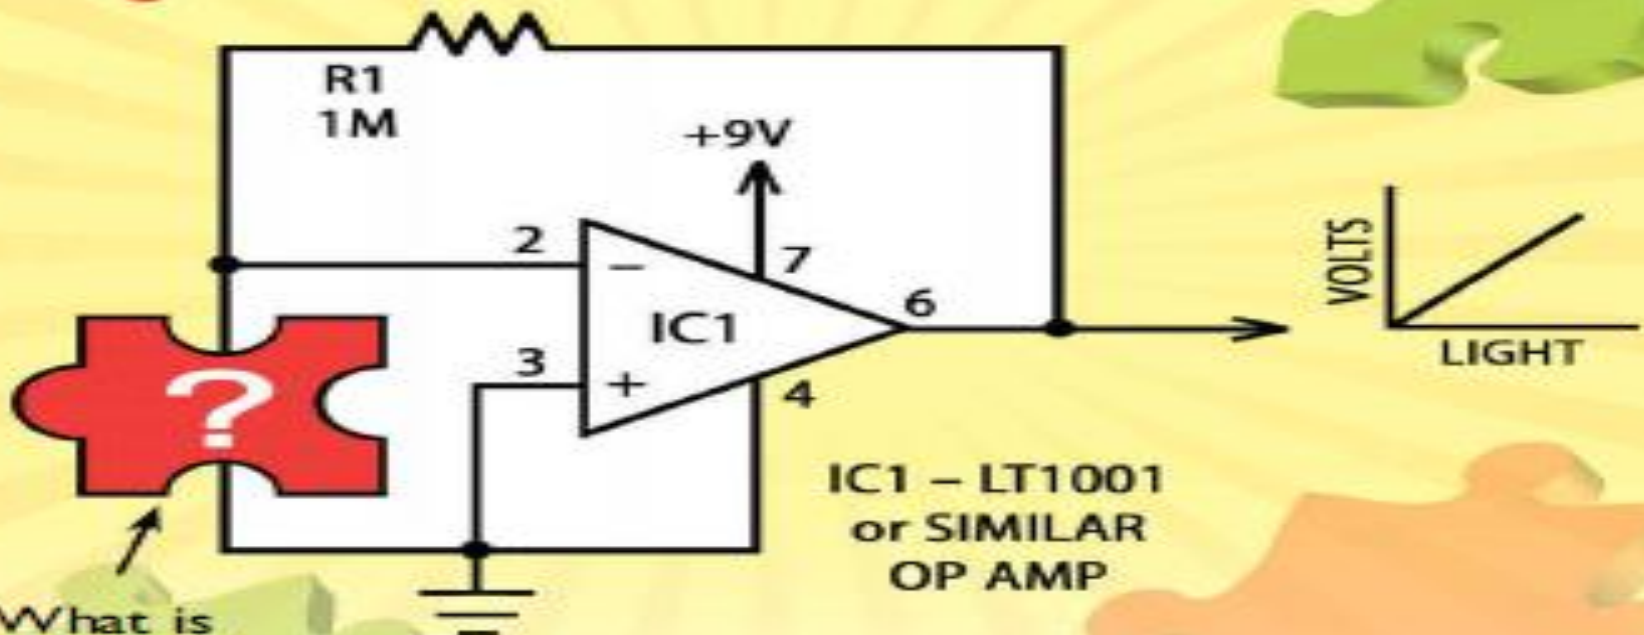 R1
1M
+9V
2
7
IC1
6
3
4
?
VOLTS
LIGHT
IC1 – LT1001
or SIMILAR
OP AMP
What is